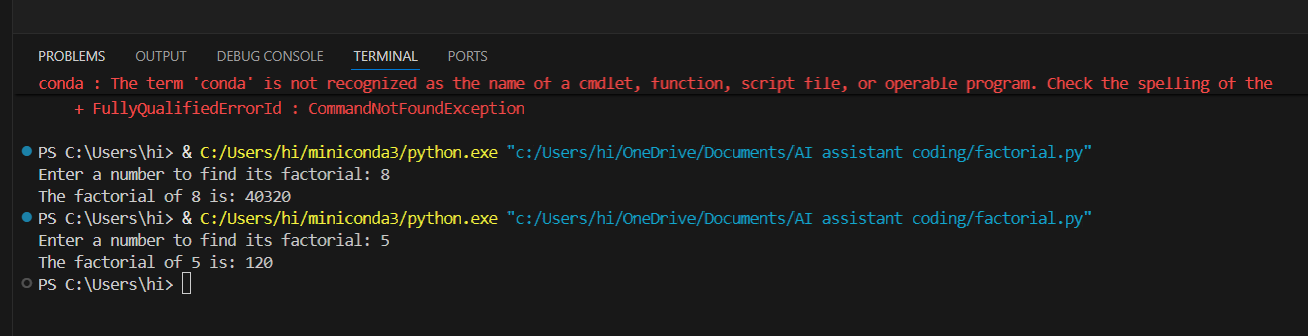 PROBLEMS OUTPUT DEBUG CONSOLE TERMINAL PORTS
conda : The term 'conda' is not recognized as the name of a cmdlet, function, script file, or operable program. Check the spelling of the
+ FullyQualifiedErrorId : CommandNotFoundException
PS C:\Users\hi> & C:/Users/hi/miniconda3/python.exe "c:/Users/hi/OneDrive/Documents/AI assistant coding/factorial.py"
Enter a number to find its factorial: 8
The factorial of 8 is: 40320
PS C:\Users\hi> & C:/Users/hi/miniconda3/python.exe "c:/Users/hi/OneDrive/Documents/AI assistant coding/factorial.py"
Enter a number to find its factorial: 5
The factorial of 5 is: 120
PS C:\Users\hi>